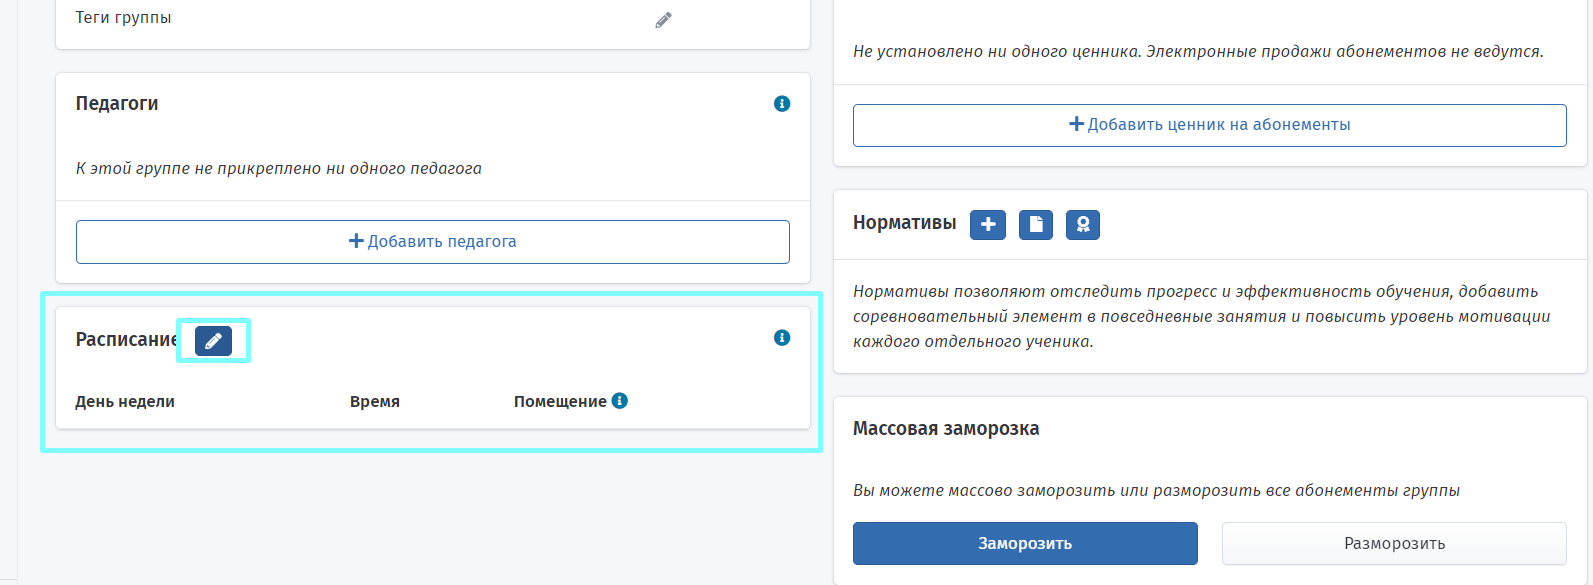 Теги группы
Педагоги
К этой группе не прикреплено ни одного педагога
Добавить педагога
Расписание
День недели Время Помещение
Не установлено ни одного ценника. Электронные продажи абонементов не ведутся.
Добавить ценник на абонементы
Нормативы
Нормативы позволяют отследить прогресс и эффективность обучения, добавить
соревновательный элемент в повседневные занятия и повысить уровень мотивации
каждого отдельного ученика.
Массовая заморозка
Вы можете массово заморозить или разморозить все абонементы группы
Заморозить Разморозить